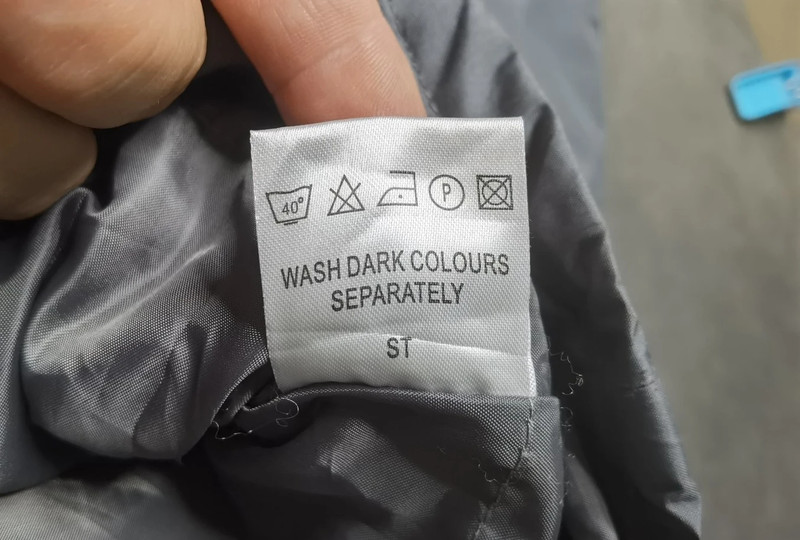 40° P
WASH DARK COLOURS
SEPARATELY
ST